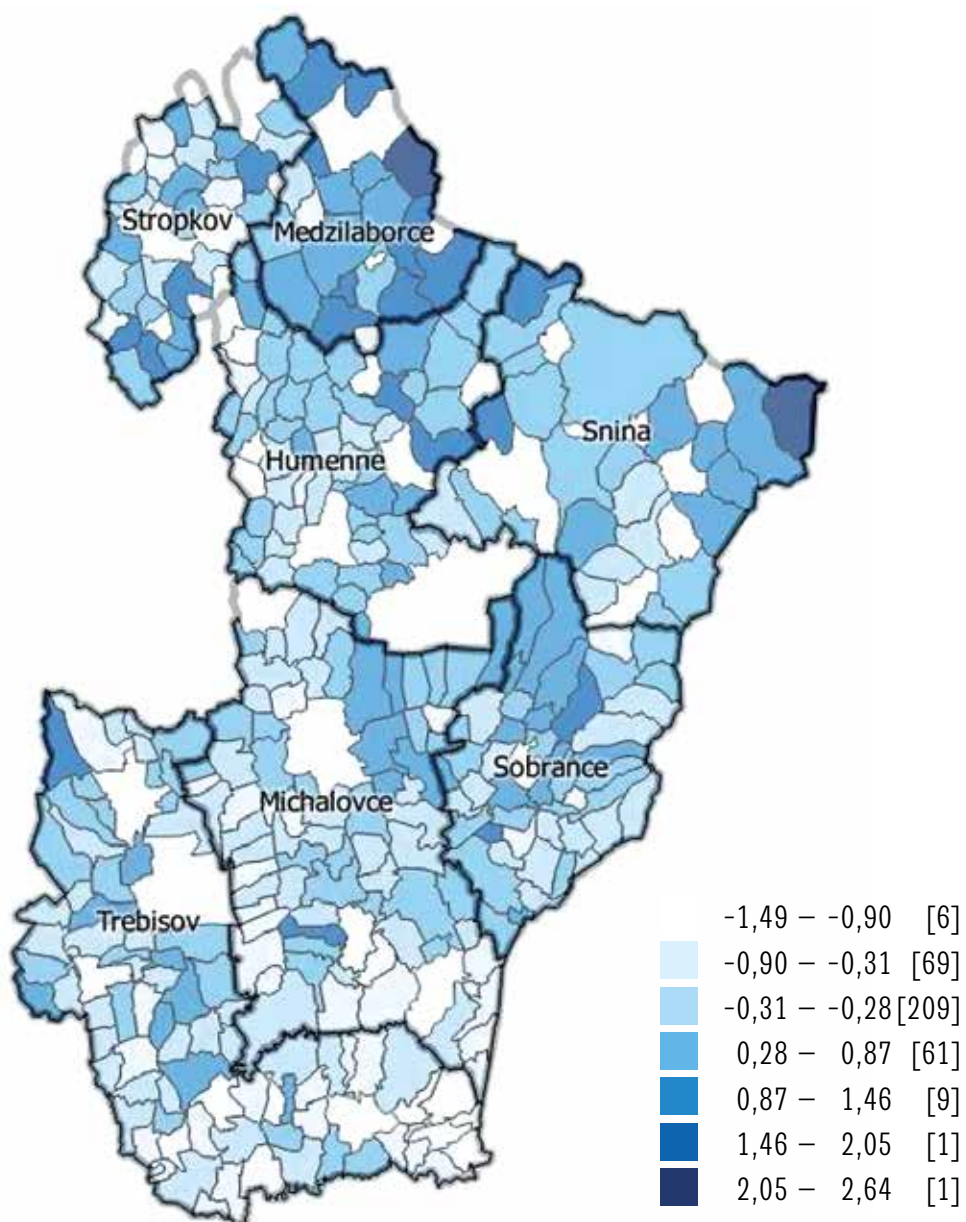 Stropkov
Medzilaborce
Snina
Humenne
Sobrance
Michalovce
Trebisov
-1,49 – -0,90 [6]
-0,90 – -0,31 [69]
-0,31 – -0,28 [209]
0,28 – 0,87 [61]
0,87 – 1,46 [9]
1,46 – 2,05 [1]
2,05 – 2,64 [1]